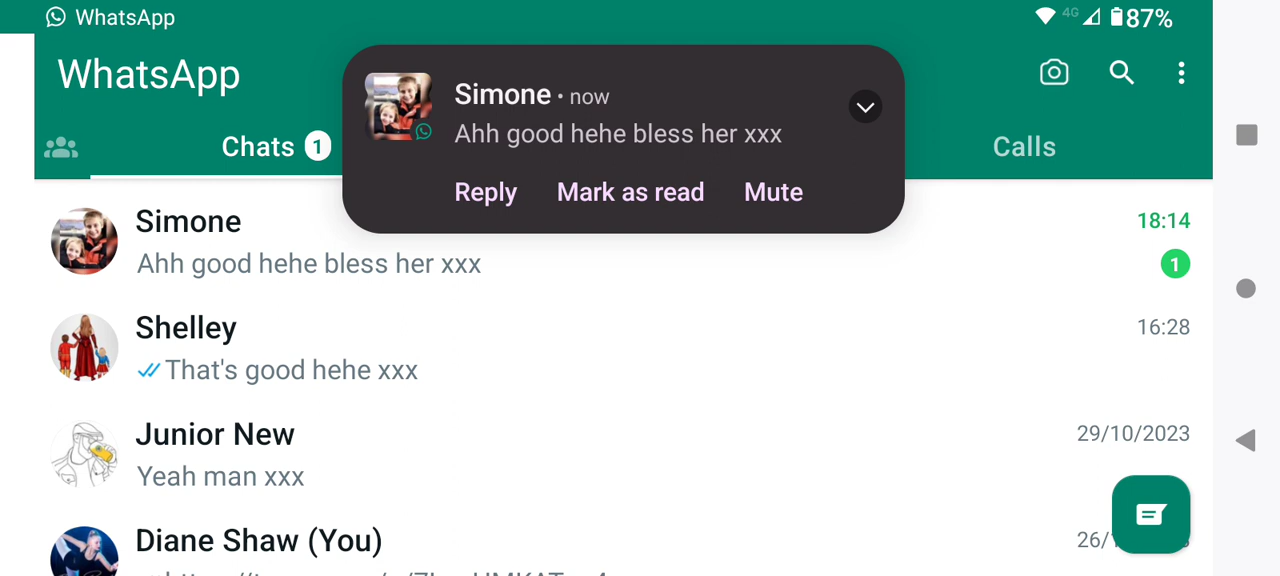 WhatsApp
4G
87%
WhatsApp
Simone • now
Ahh good hehe bless her xxx
Reply Mark as read Mute
Chats 1
Calls
Simone 18:14
Ahh good hehe bless her xxx 1
Shelley 16:28
That's good hehe xxx
Junior New 29/10/2023
Yeah man xxx
Diane Shaw (You) 26/